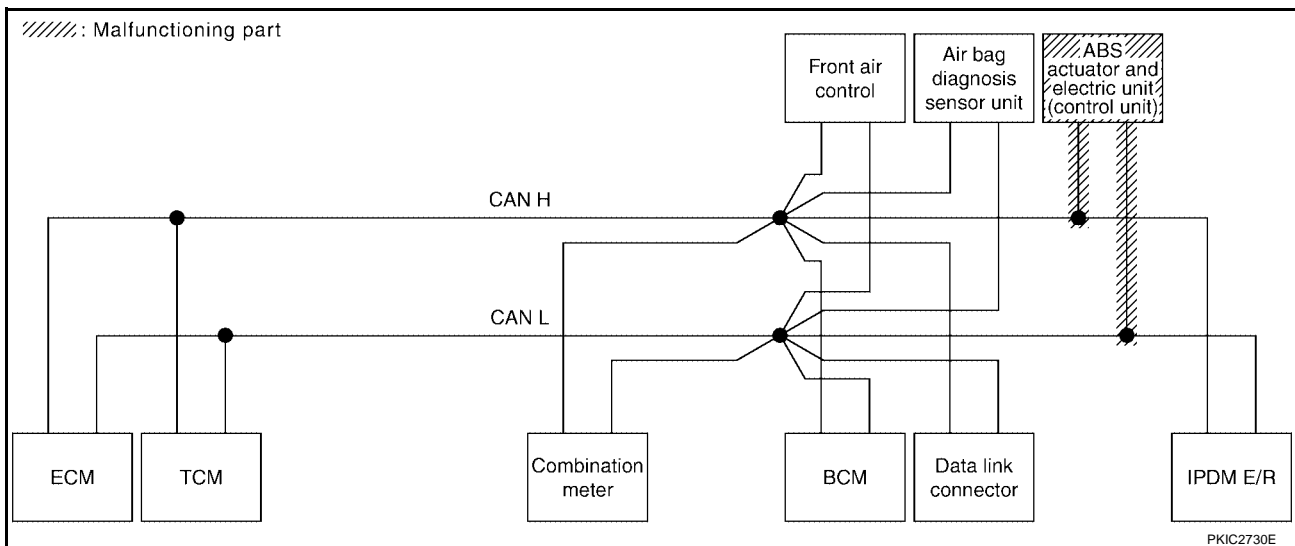 : Malfunctioning part
Front air
control
Air bag
diagnosis
sensor unit
ABS
actuator and
electric unit
(control unit)
CAN H
CAN L
ECM
TCM
Combination
meter
BCM
Data link
connector
IPDM E/R
PKIC2730E